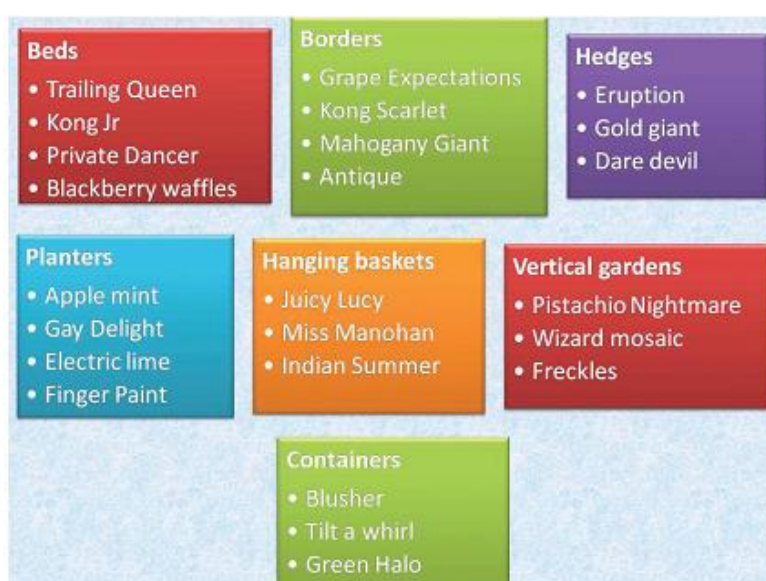 Beds
• Trailing Queen
• Kong Jr
• Private Dancer
• Blackberry waffles
Borders
• Grape Expectations
• Kong Scarlet
• Mahogany Giant
• Antique
Hedges
• Eruption
• Gold giant
• Dare devil
Planters
• Apple mint
• Gay Delight
• Electric lime
• Finger Paint
Hanging baskets
• Juicy Lucy
• Miss Manohan
• Indian Summer
Vertical gardens
• Pistachio Nightmare
• Wizard mosaic
• Freckles
Containers
• Blusher
• Tilt a whirl
• Green Halo